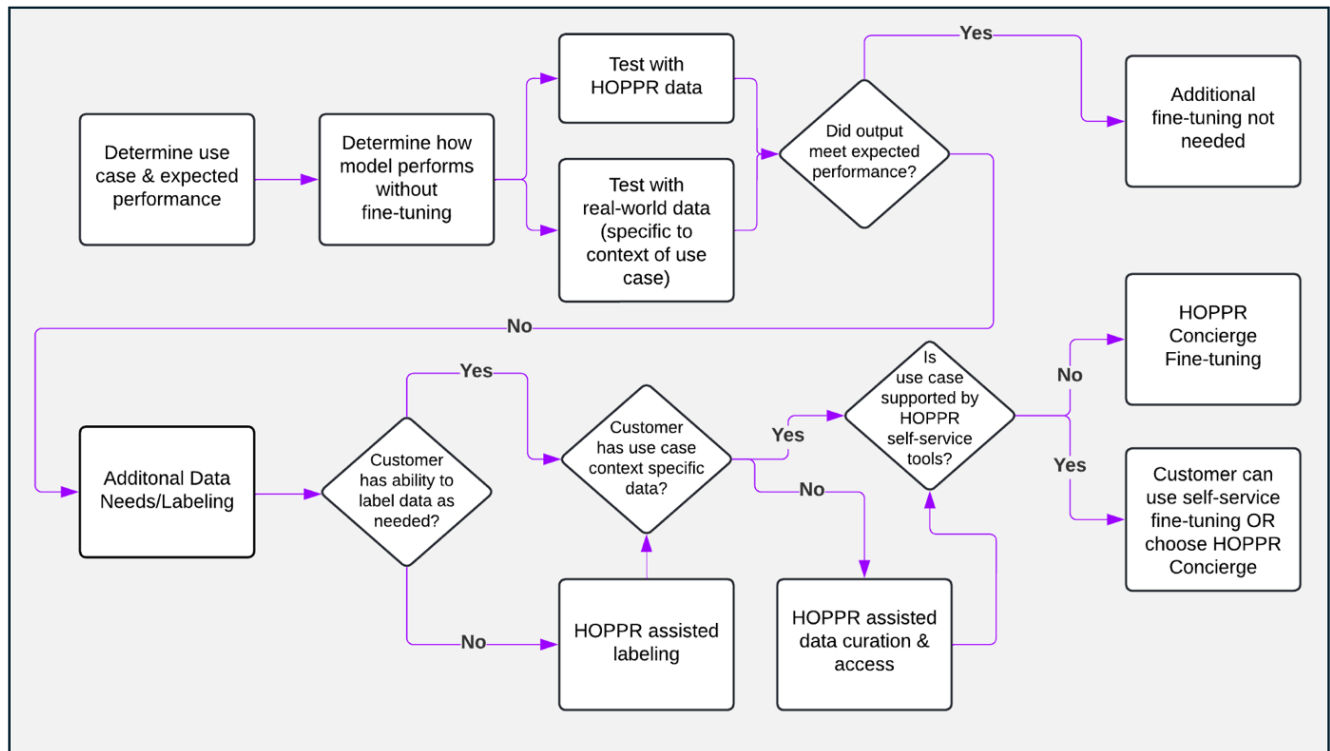 Determine use
case & expected
performance
Determine how
model performs
without
fine-tuning
Test with
HOPPR data
Test with
real-world data
(specific to
context of use
case)
Did output
meet expected
performance?
Yes
Additional
fine-tuning not
needed
No
Additonal Data
Needs/Labeling
Customer
has ability to
label data as
needed?
Yes
No
HOPPR assisted
labeling
Customer
has use case
context specific
data?
Yes
No
HOPPR assisted
data curation &
access
Is
use case
supported by
HOPPR
self-service
tools?
No
HOPPR
Concierge
Fine-tuning
Yes
Customer can
use self-service
fine-tuning OR
choose HOPPR
Concierge